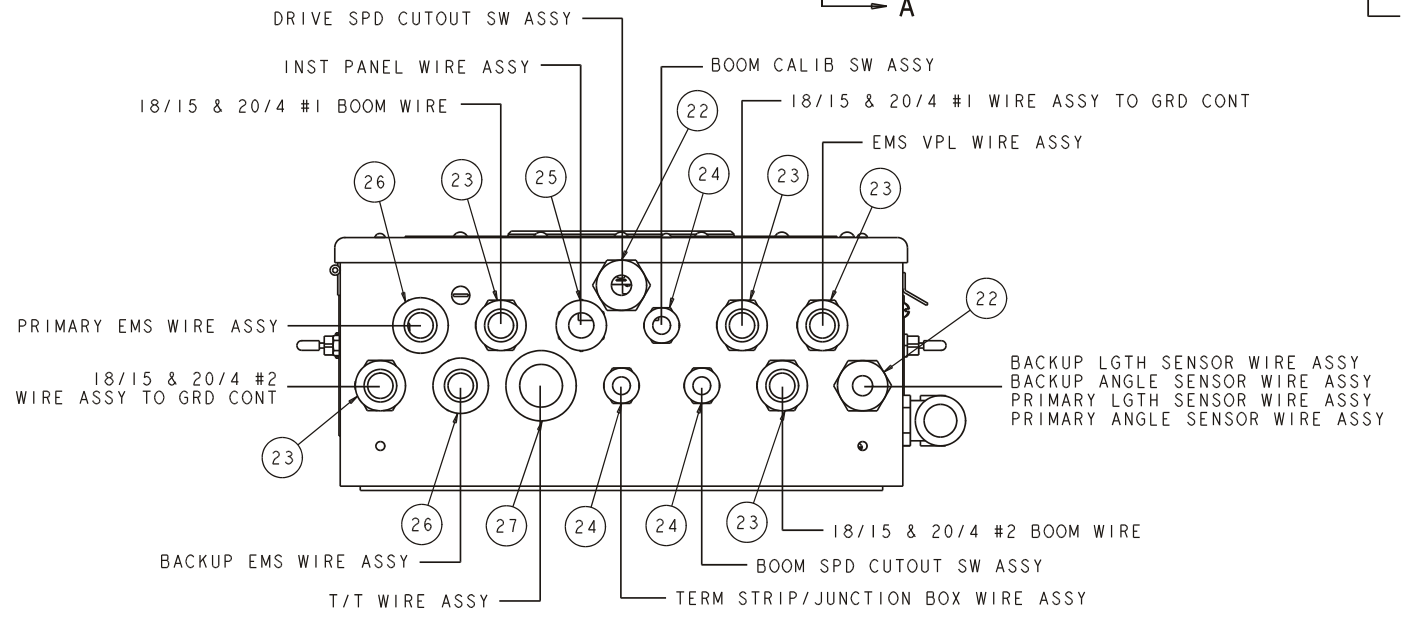 A
DRIVE SPD CUTOUT SW ASSY
INST PANEL WIRE ASSY
BOOM CALIB SW ASSY
18/15 & 20/4 #1 BOOM WIRE
22
18/15 & 20/4 #1 WIRE ASSY TO GRD CONT
EMS VPL WIRE ASSY
26
23
25
24
23
23
22
PRIMARY EMS WIRE ASSY
18/15 & 20/4 #2
WIRE ASSY TO GRD CONT
BACKUP LGTH SENSOR WIRE ASSY
BACKUP ANGLE SENSOR WIRE ASSY
PRIMARY LGTH SENSOR WIRE ASSY
PRIMARY ANGLE SENSOR WIRE ASSY
23
26
27
24
24
23
18/15 & 20/4 #2 BOOM WIRE
BACKUP EMS WIRE ASSY
BOOM SPD CUTOUT SW ASSY
T/T WIRE ASSY
TERM STRIP/JUNCTION BOX WIRE ASSY